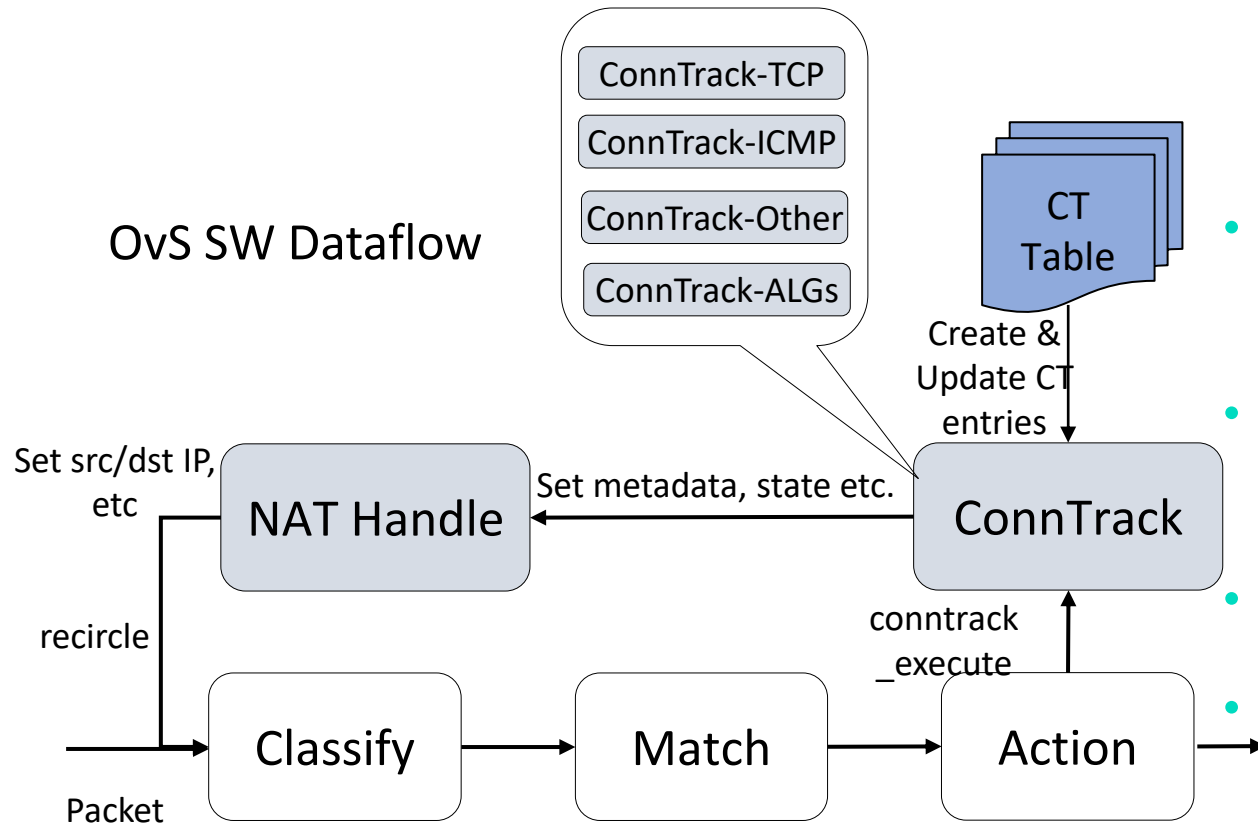 ConnTrack-TCP
ConnTrack-ICMP
ConnTrack-Other
ConnTrack-ALGs
CT
Table
OvS SW Dataflow
Create &
Update CT
entries
Set src/dst IP,
etc
NAT Handle
Set metadata, state etc.
ConnTrack
recircle
conntrack
_execute
Classify
Match
Action
Packet